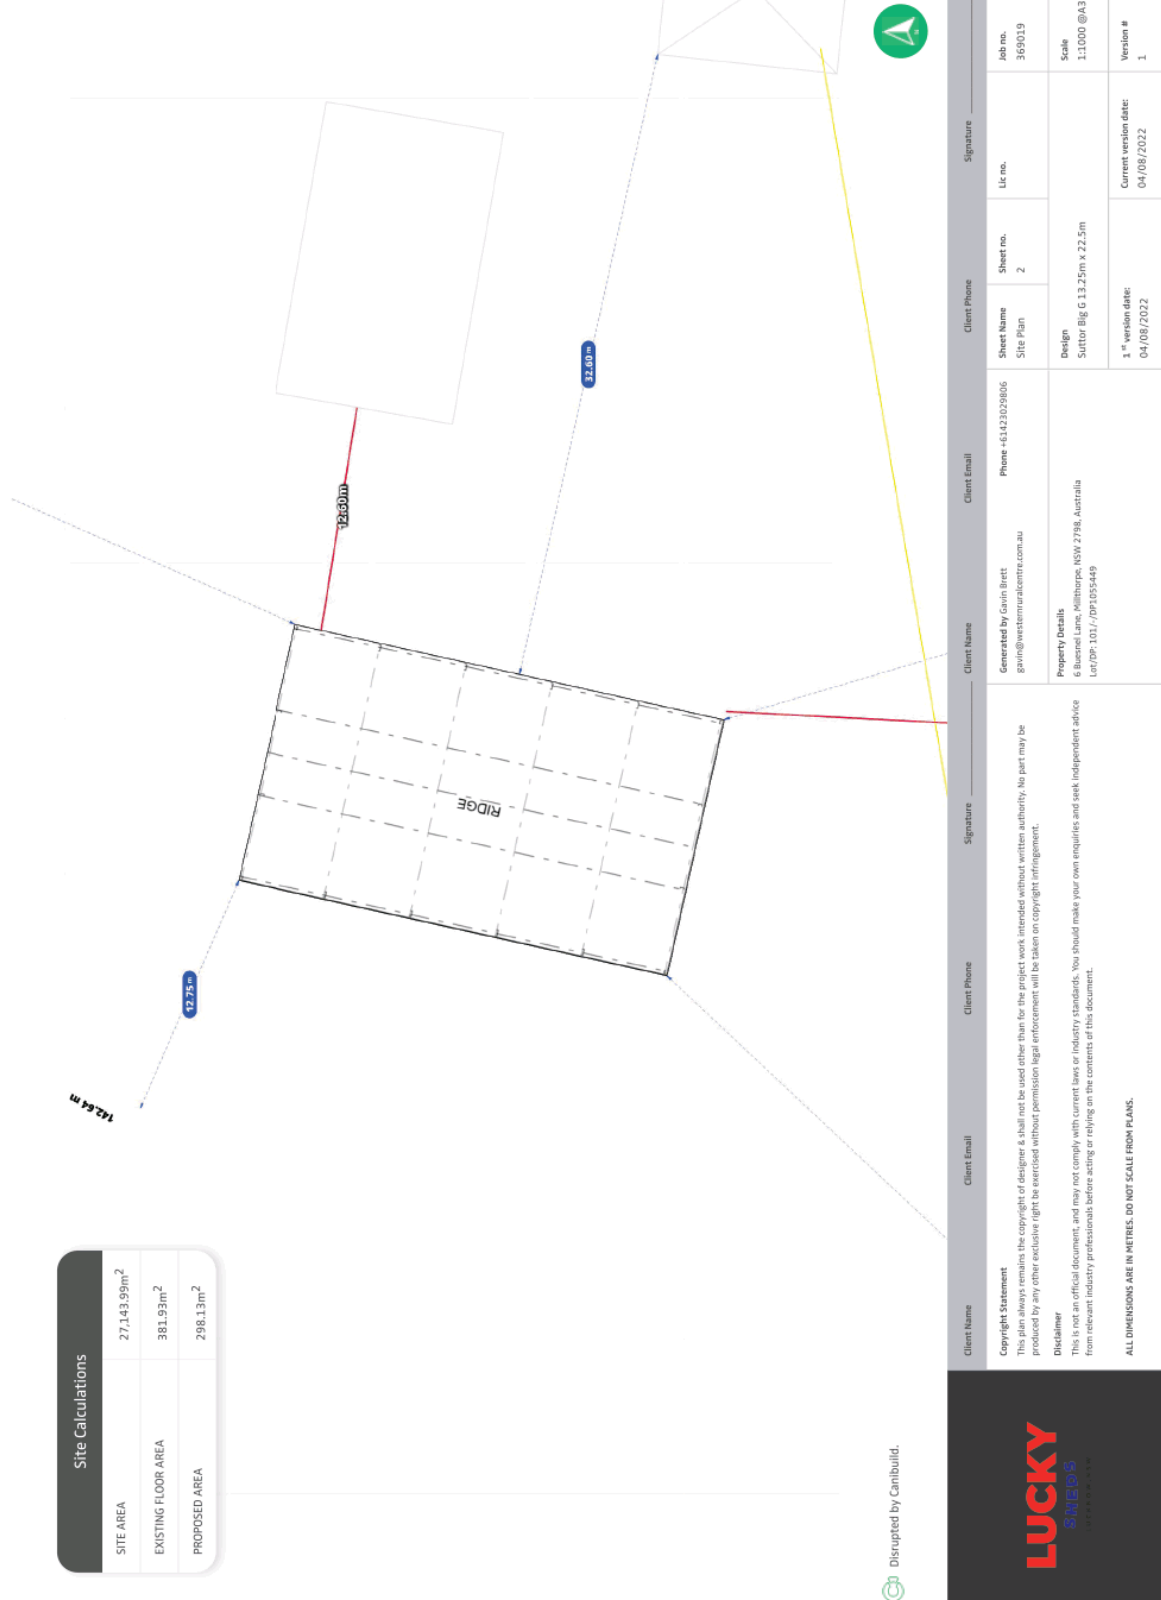 Site Calculations
SITE AREA 27,143.99m2
EXISTING FLOOR AREA 381.93m2
PROPOSED AREA 298.13m2
142.64 m
12.75 m
12.60m
32.60 m
RIDGE
Disrupted by Canibuild.
LUCKY
SHEDS
Client Name Client Email Client Phone Signature Client Name Client Email Client Phone Signature
Copyright Statement
This plan always remains the copyright of designer & shall not be used other than for the project work intended without written authority. No part may be
produced by any other exclusive right be exercised without permission legal enforcement will be taken on copyright infringement.
Disclaimer
This is not an official document, and may not comply with current laws or industry standards. You should make your own enquiries and seek independent advice
from relevant industry professionals before acting or relying on the contents of this document.
ALL DIMENSIONS ARE IN METRES. DO NOT SCALE FROM PLANS.
Generated by Gavin Brett Phone +61423029806
gavin@westernruralcentre.com.au
Property Details
6 Buesnel Lane, Millthorpe, NSW 2798, Australia
Lot/DP: 101/-/DP1055449
Sheet Name
Site Plan
Sheet no.
2
Lic no.
Job no.
369019
Design
Suttor Big G 13.25m x 22.5m
Scale
1:1000 @A3
1st version date:
04/08/2022
Current version date:
04/08/2022
Version #
1